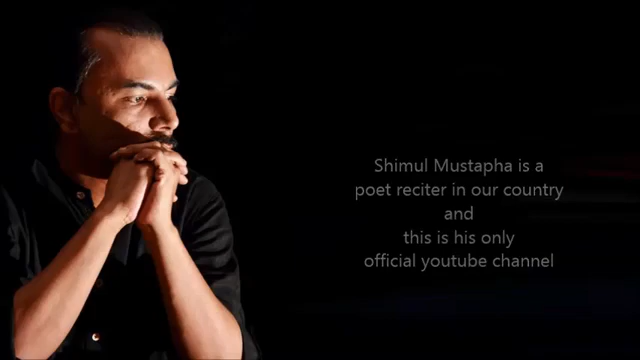 Shimul Mustapha is a
poet reciter in our country
and
this is his only
official youtube channel